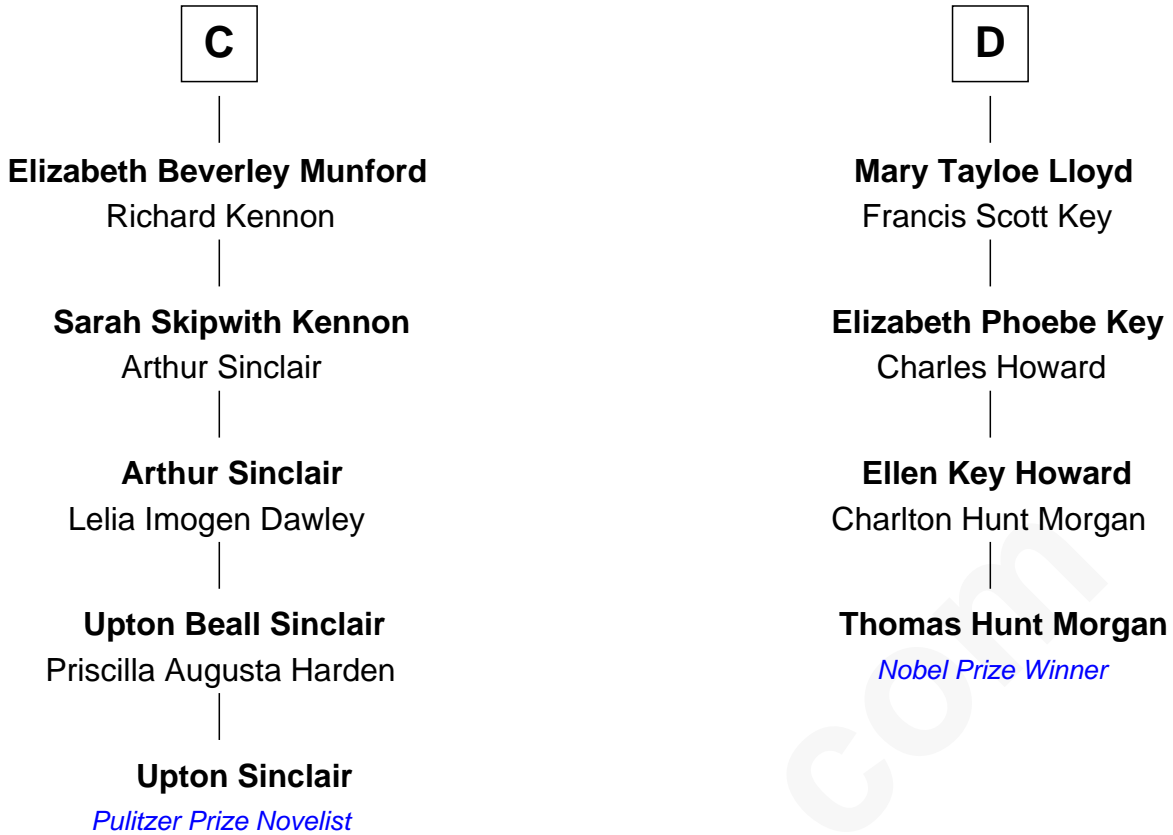 C
Elizabeth Beverley Munford
Richard Kennon
Sarah Skipwith Kennon
Arthur Sinclair
Arthur Sinclair
Lelia Imogen Dawley
Upton Beall Sinclair
Priscilla Augusta Harden
Upton Sinclair
Pulitzer Prize Novelist
D
Mary Tayloe Lloyd
Francis Scott Key
Elizabeth Phoebe Key
Charles Howard
Ellen Key Howard
Charlton Hunt Morgan
Thomas Hunt Morgan
Nobel Prize Winner
com